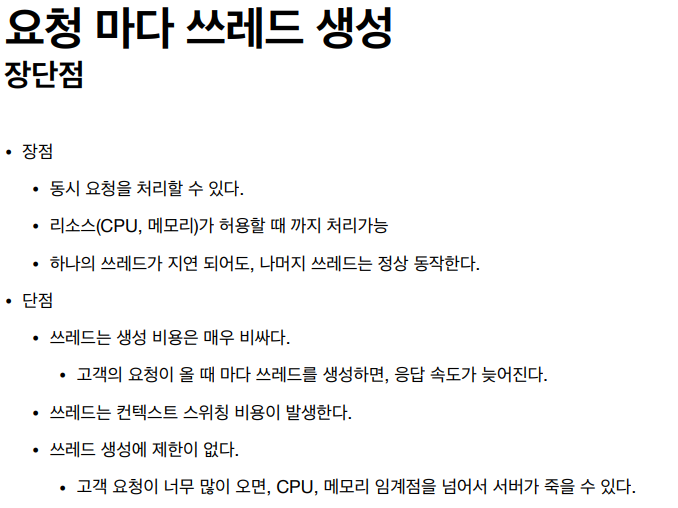 요청 마다 쓰레드 생성
장단점
• 장점
• 동시 요청을 처리할 수 있다.
• 리소스(CPU, 메모리)가 허용할 때 까지 처리가능
• 하나의 쓰레드가 지연 되어도, 나머지 쓰레드는 정상 동작한다.
• 단점
• 쓰레드는 생성 비용은 매우 비싸다.
• 고객의 요청이 올 때 마다 쓰레드를 생성하면, 응답 속도가 늦어진다.
• 쓰레드는 컨텍스트 스위칭 비용이 발생한다.
• 쓰레드 생성에 제한이 없다.
• 고객 요청이 너무 많이 오면, CPU, 메모리 임계점을 넘어서 서버가 죽을 수 있다.